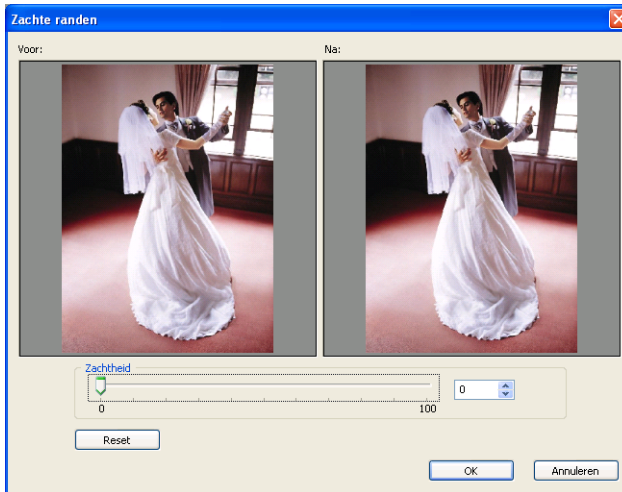 Zachte randen
Voor:
Na:
Zachtheid
0
0
100
Reset
OK
Annuleren